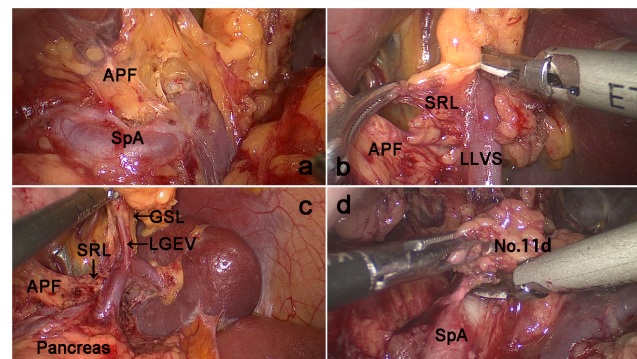 APF
SpA
a
SRL
APF
LLVS
b
E
c
GSL
LGEV
SRL
APF
Pancreas
d
No.11d
SpA